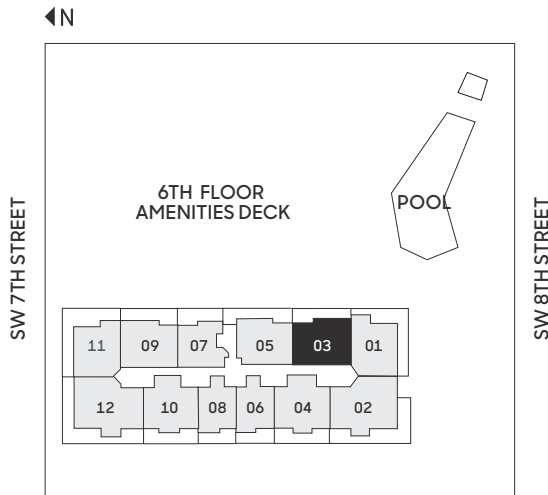 N
SW 7TH STREET
6TH FLOOR
AMENITIES DECK
POOL
SW 8TH STREET
11
09
07
05
03
01
12
10
08
06
04
02